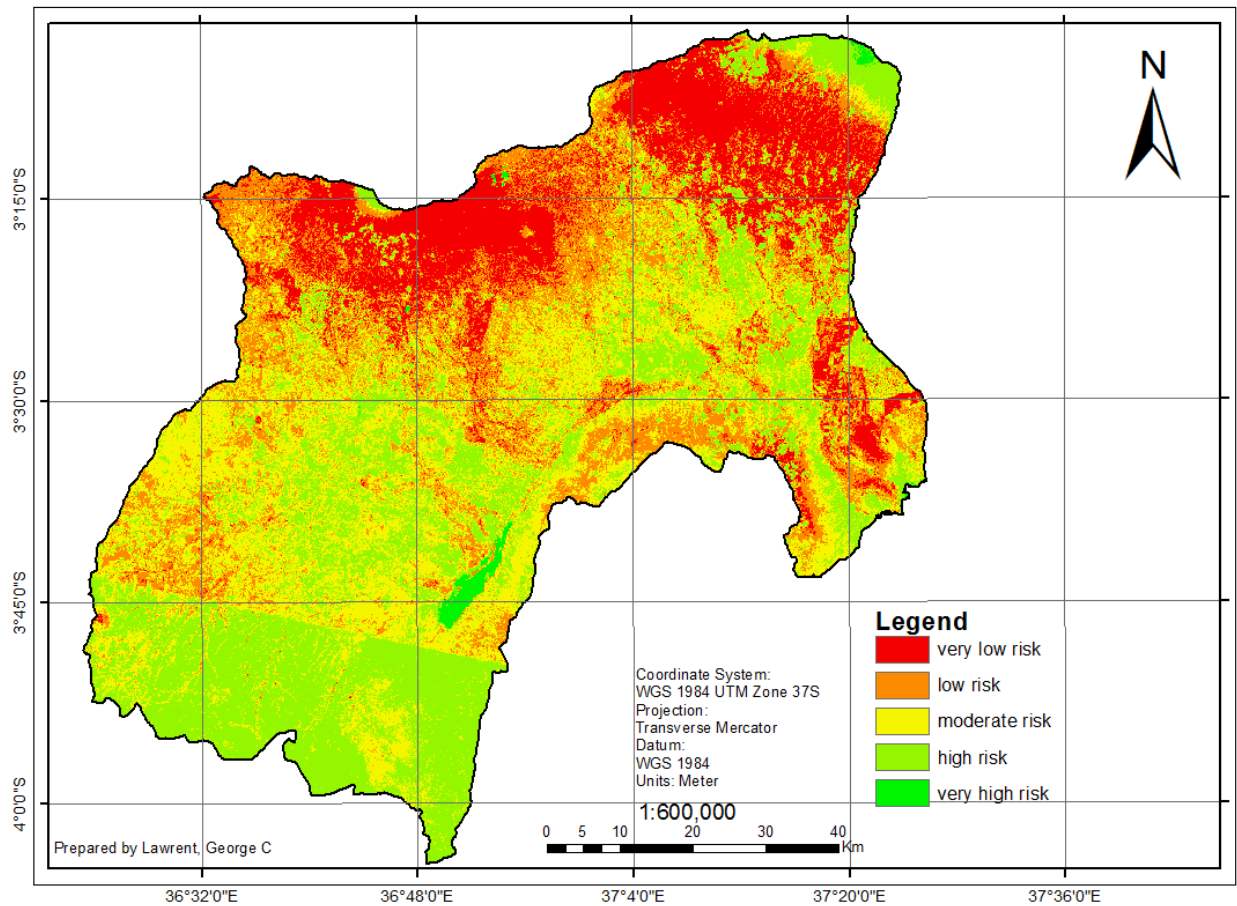 N
3°15'0"S
3°30'0"S
3°45'0"S
4°0'0"S
Legend
very low risk
low risk
moderate risk
high risk
very high risk
Coordinate System:
WGS 1984 UTM Zone 37S
Projection:
Transverse Mercator
Datum:
WGS 1984
Units: Meter
1:600,000
0 5 10 20 30 40
Km
Prepared by Lawrent, George C
36°32'0"E 36°48'0"E 37°4'0"E 37°20'0"E 37°36'0"E